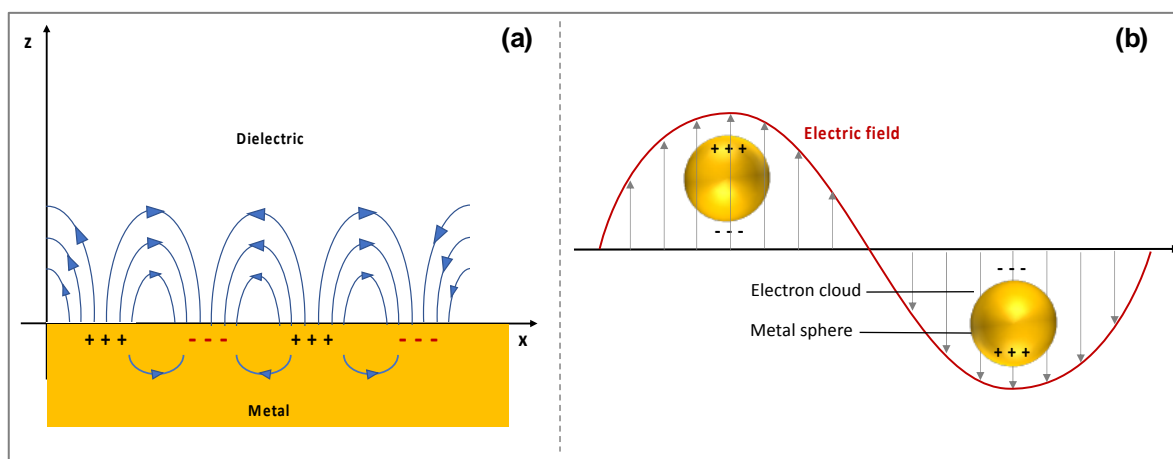 (a)
z
Dielectric
+ + + - - - + + + - - -
x
Metal
(b)
Electric field
+ + +
- - -
- - -
Electron cloud
Metal sphere
+ + +